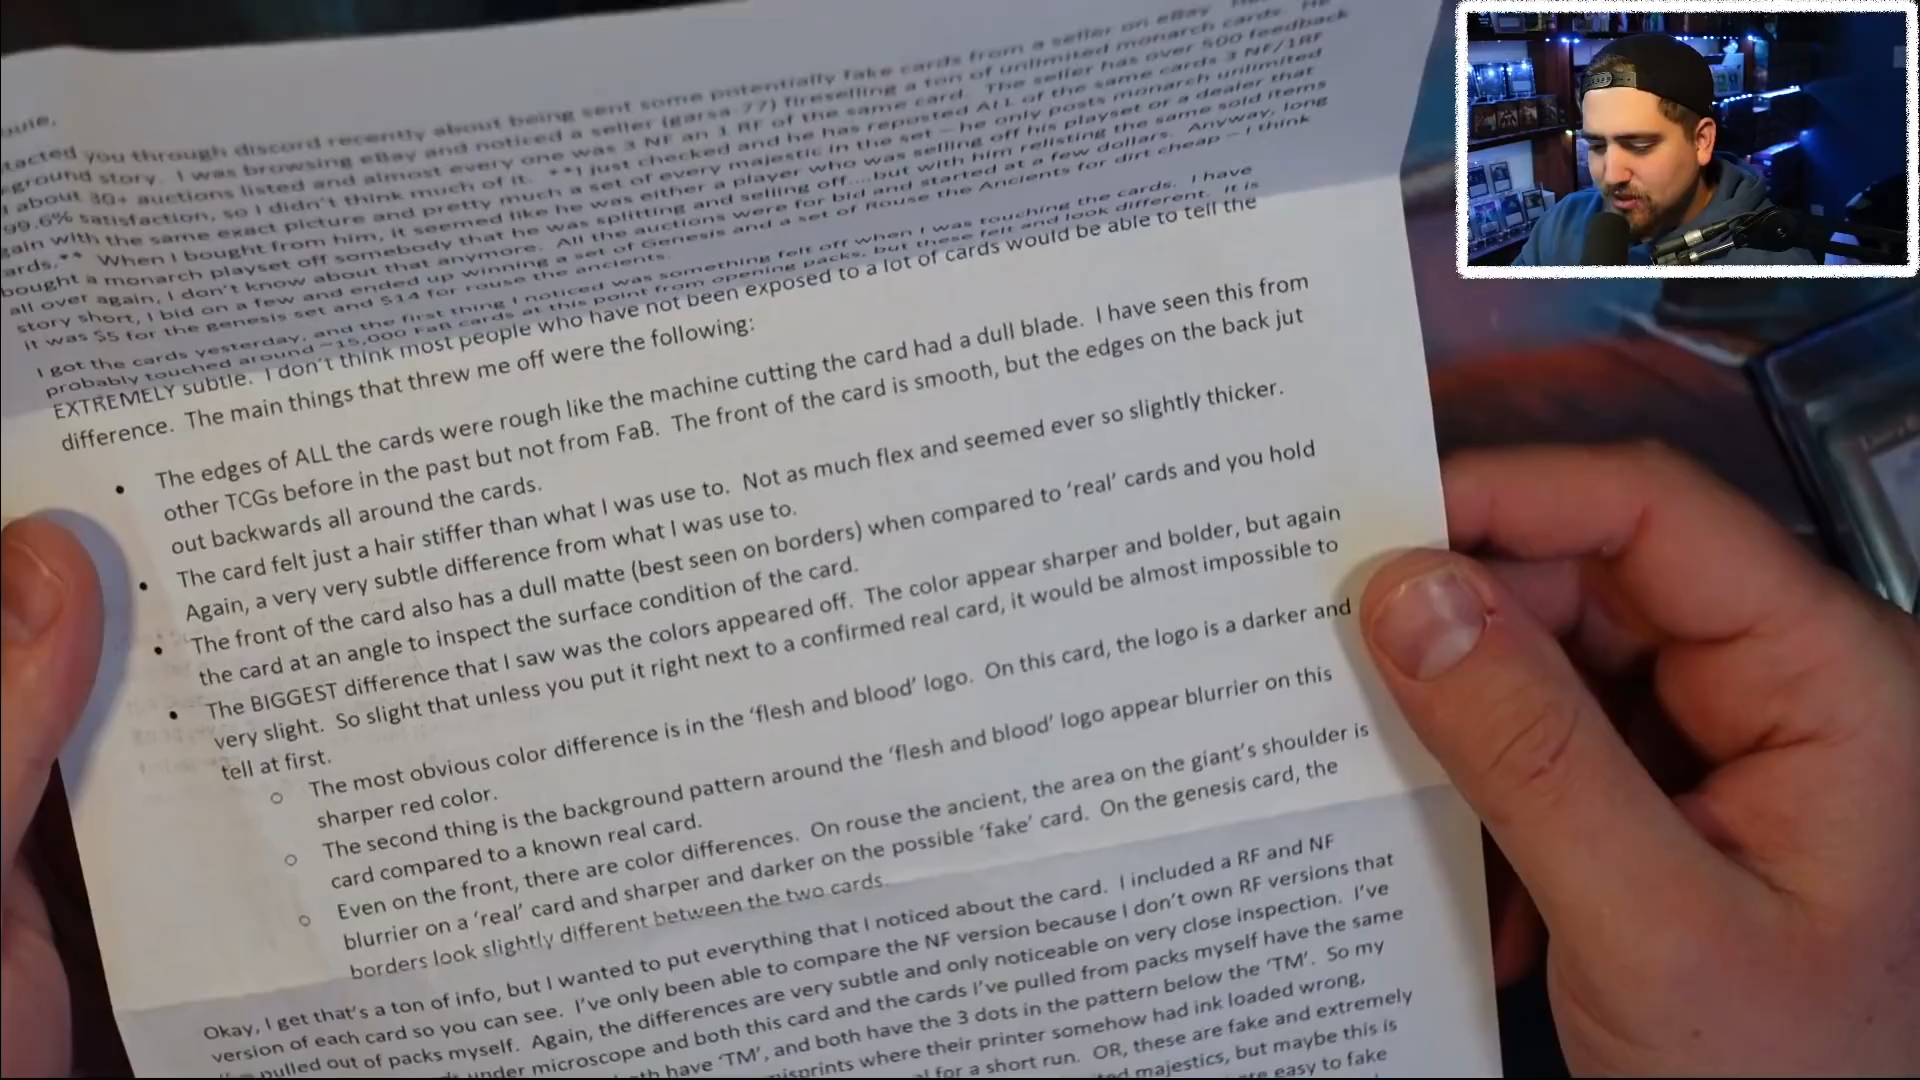 tacted you through discord recently about being sent some potentially fake cards from a seller on eBay.
ground story. I was browsing eBay and noticed a seller (garsa-77) fireselling a ton of unlimited monarch cards. He
about 30+ auctions listed and almost every one was 3 NF an 1 RF of the same card. The seller has over 500 feedback
99.6% satisfaction, so I didn't think much of it. **I just checked and he has reposted ALL of the same cards 3 NF/1RF
gain with the same exact picture and pretty much a set of every majestic in the set – he only posts monarch unlimited
ards.** When I bought from him, it seemed like he was either a player who was selling off his playset or a dealer that
bought a monarch playset off somebody that he was splitting and selling off....but with him relisting the same sold items
all over again, I don't know about that anymore. All the auctions were for bid and started at a few dollars. Anyway, long
story short, I bid on a few and ended up winning a set of Genesis and a set of Rouse the Ancients for dirt cheap – I think
it was $5 for the genesis set and $14 for rouse the ancients.
I got the cards yesterday, and the first thing I noticed was something felt off when I was touching the cards. I have
probably touched around ~15,000 FaB cards at this point from opening packs, but these felt and look different. It is
EXTREMELY subtle. I don't think most people who have not been exposed to a lot of cards would be able to tell the
difference. The main things that threw me off were the following:
• The edges of ALL the cards were rough like the machine cutting the card had a dull blade. I have seen this from
other TCGs before in the past but not from FaB. The front of the card is smooth, but the edges on the back jut
out backwards all around the cards.
• The card felt just a hair stiffer than what I was use to. Not as much flex and seemed ever so slightly thicker.
Again, a very very subtle difference from what I was use to.
• The front of the card also has a dull matte (best seen on borders) when compared to 'real' cards and you hold
the card at an angle to inspect the surface condition of the card.
• The BIGGEST difference that I saw was the colors appeared off. The color appear sharper and bolder, but again
very slight. So slight that unless you put it right next to a confirmed real card, it would be almost impossible to
tell at first.
○ The most obvious color difference is in the 'flesh and blood' logo. On this card, the logo is a darker and
sharper red color.
○ The second thing is the background pattern around the 'flesh and blood' logo appear blurrier on this
card compared to a known real card.
○ Even on the front, there are color differences. On rouse the ancient, the area on the giant's shoulder is
blurrier on a 'real' card and sharper and darker on the possible 'fake' card. On the genesis card, the
borders look slightly different between the two cards.
Okay, I get that's a ton of info, but I wanted to put everything that I noticed about the card. I included a RF and NF
version of each card so you can see. I've only been able to compare the NF version because I don't own RF versions that
pulled out of packs myself. Again, the differences are very subtle and only noticeable on very close inspection. I've
under microscope and both this card and the cards I've pulled from packs myself have the same
have 'TM', and both have the 3 dots in the pattern below the 'TM'. So my
misprints where their printer somehow had ink loaded wrong,
for a short run. OR, these are fake and extremely
majestics, but maybe this is
easy to fake